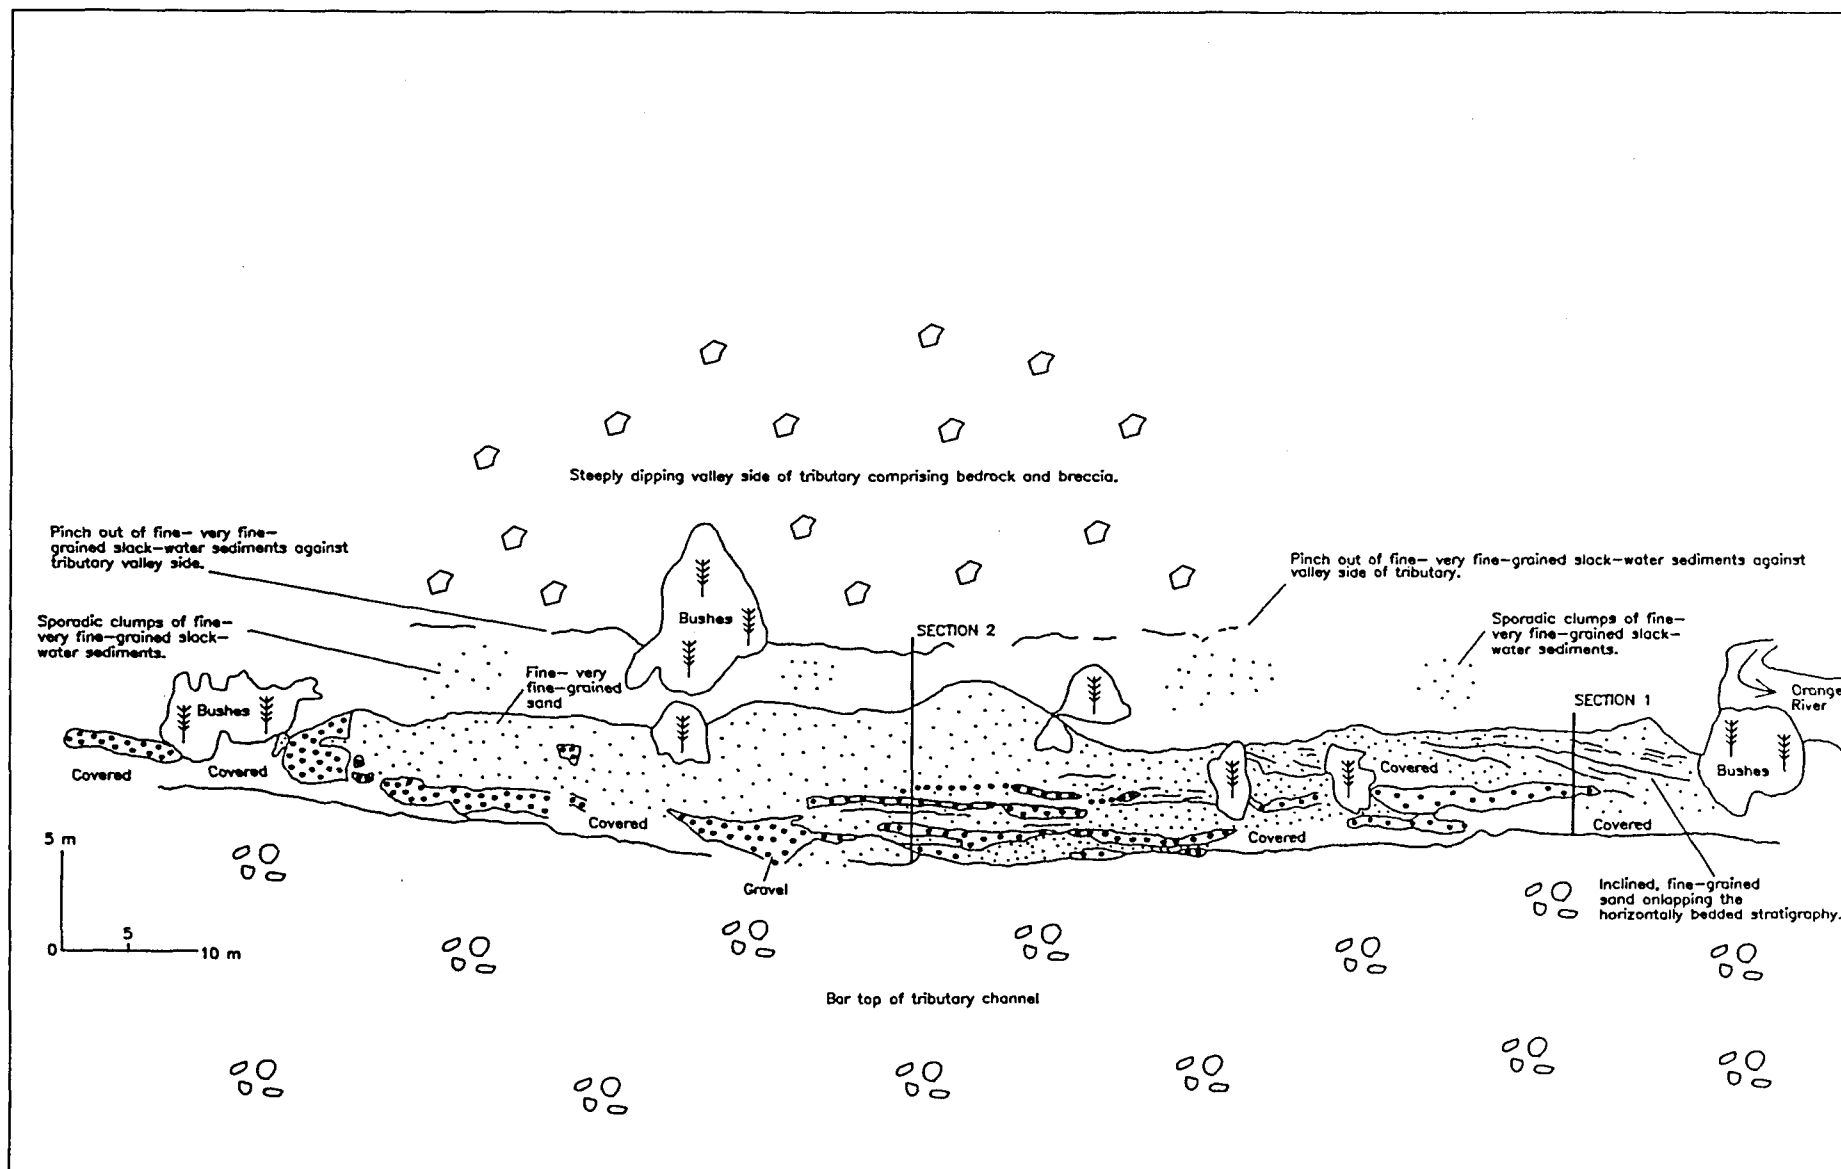 Steeply dipping valley side of tributary comprising bedrock and breccia.
Pinch out of fine– very fine–
grained slack–water sediments against
tributary valley side.
Pinch out of fine– very fine–grained slack–water sediments against
valley side of tributary.
Sporadic clumps of fine–
very fine–grained slack–
water sediments.
Bushes
SECTION 2
Sporadic clumps of fine–
very fine–grained slack–
water sediments.
Fine– very
fine–grained
sand
Bushes
SECTION 1
Orange
River
Covered
Covered
Covered
Bushes
Covered
Covered
Covered
5 m
Gravel
Inclined, fine–grained
sand onlapping the
horizontally bedded stratigraphy.
5
0
10 m
Bar top of tributary channel